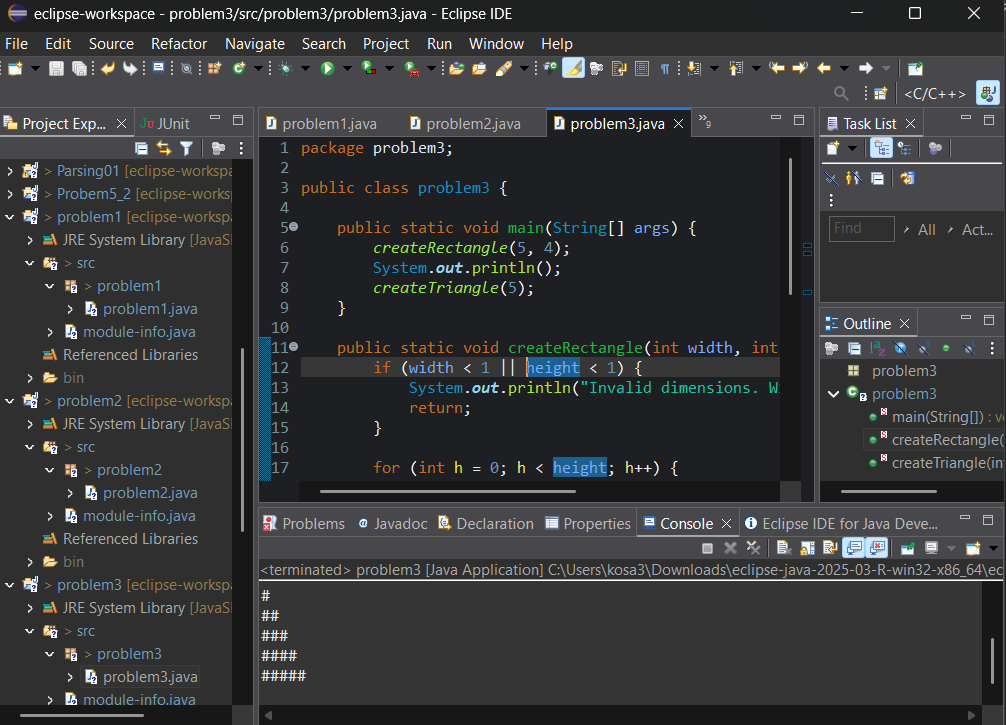 eclipse-workspace - problem3/src/problem3/problem3.java - Eclipse IDE
File Edit Source Refactor Navigate Search Project Run Window Help
<C/C++>
Project Exp... JUnit
> Parsing01 [eclipse-workspa
> Probem5_2 [eclipse-works
> problem1 [eclipse-worksp
JRE System Library [JavaS
> src
> problem1
problem1.java
module-info.java
Referenced Libraries
> bin
> problem2 [eclipse-worksp
JRE System Library [JavaS
> src
> problem2
> problem2.java
module-info.java
Referenced Libraries
> bin
> problem3 [eclipse-worksp
JRE System Library [JavaS
> src
> problem3
> problem3.java
module-info.java
problem1.java problem2.java problem3.java »9
1 package problem3;
2
3 public class problem3 {
4
5 public static void main(String[] args) {
6 createRectangle(5, 4);
7 System.out.println();
8 createTriangle(5);
9 }
10
11 public static void createRectangle(int width, int
12 if (width < 1 || height < 1) {
13 System.out.println("Invalid dimensions. W
14 return;
15 }
16
17 for (int h = 0; h < height; h++) {
Task List
Find All Act...
Outline
problem3
problem3
main(String[]) : v
createRectangle(
createTriangle(in
Problems @ Javadoc Declaration Properties Console Eclipse IDE for Java Deve...
<terminated> problem3 [Java Application] C:\Users\kosa3\Downloads\eclipse-java-2025-03-R-win32-x86_64\ec
#
##
###
####
#####